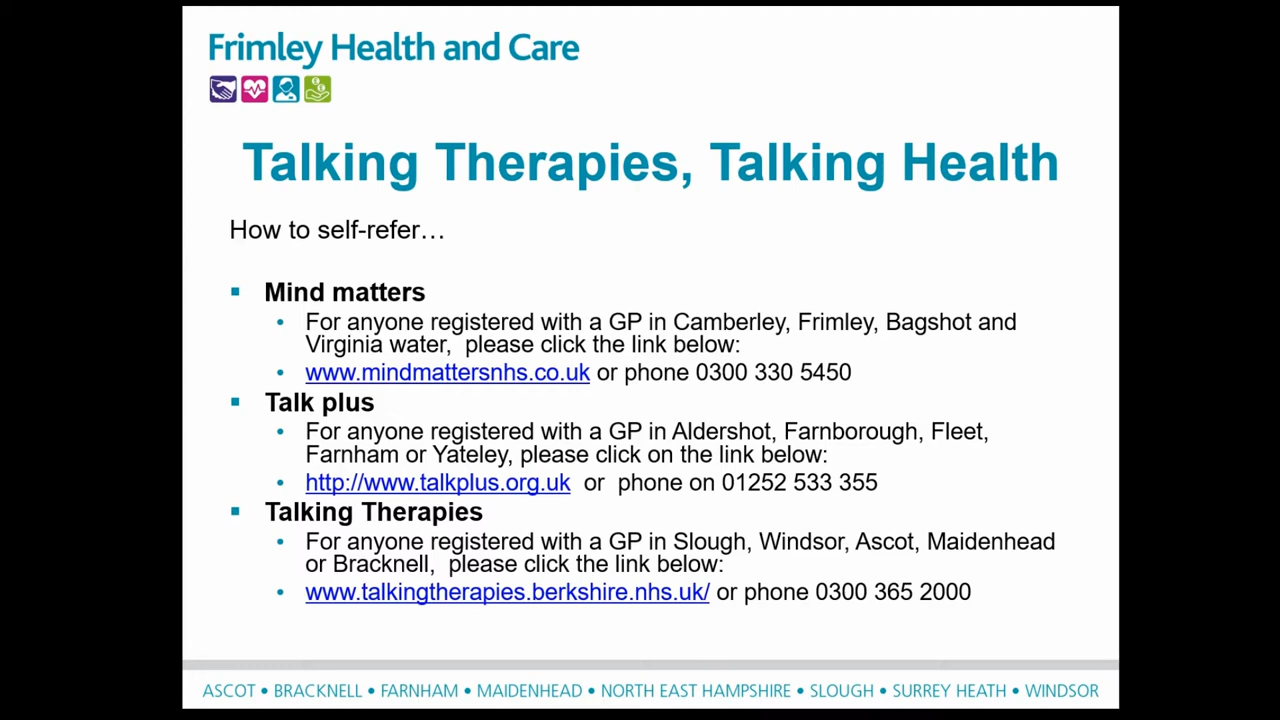 Frimley Health and Care
Talking Therapies, Talking Health
How to self-refer…
Mind matters
For anyone registered with a GP in Camberley, Frimley, Bagshot and
Virginia water, please click the link below:
www.mindmattersnhs.co.uk or phone 0300 330 5450
Talk plus
For anyone registered with a GP in Aldershot, Farnborough, Fleet,
Farnham or Yateley, please click on the link below:
http://www.talkplus.org.uk or phone on 01252 533 355
Talking Therapies
For anyone registered with a GP in Slough, Windsor, Ascot, Maidenhead
or Bracknell, please click the link below:
www.talkingtherapies.berkshire.nhs.uk/ or phone 0300 365 2000
ASCOT • BRACKNELL • FARNHAM • MAIDENHEAD • NORTH EAST HAMPSHIRE • SLOUGH • SURREY HEATH • WINDSOR